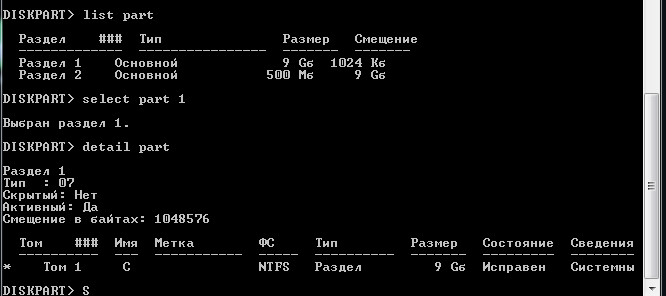 DISKPART> list part
Раздел ### Тип Размер Смещение
------------- ---------------- ------- --------
Раздел 1 Основной 9 Gб 1024 Kб
Раздел 2 Основной 500 Mб 9 Gб
DISKPART> select part 1
Выбран раздел 1.
DISKPART> detail part
Раздел 1
Тип : 07
Скрытый: Нет
Активный: Да
Смещение в байтах: 1048576
Том ### Имя Метка ФС Тип Размер Состояние Сведения
---------- --- ----------- ----- ---------- ------- --------- --------
* Том 1 C NTFS Раздел 9 Gб Исправен Системны
DISKPART> S